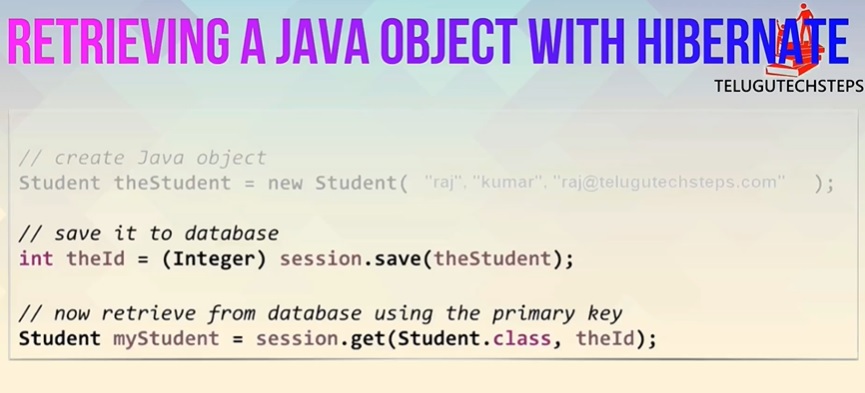 RETRIEVING A JAVA OBJECT WITH HIBERNATE
TELUGUTECHSTEPS
// create Java object
Student theStudent = new Student( "raj", "kumar", "raj@telugutechsteps.com" );
// save it to database
int theId = (Integer) session.save(theStudent);
// now retrieve from database using the primary key
Student myStudent = session.get(Student.class, theId);